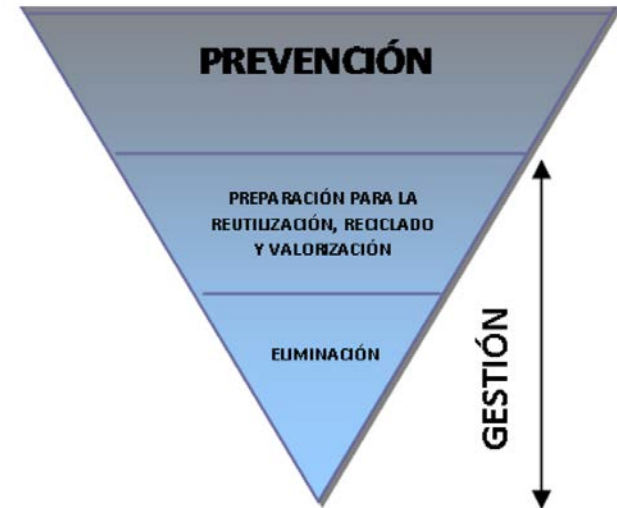 PREVENCIÓN
PREPARACIÓN PARA LA
REUTILIZACIÓN, RECICLADO
Y VALORIZACIÓN
ELIMINACIÓN
GESTIÓN